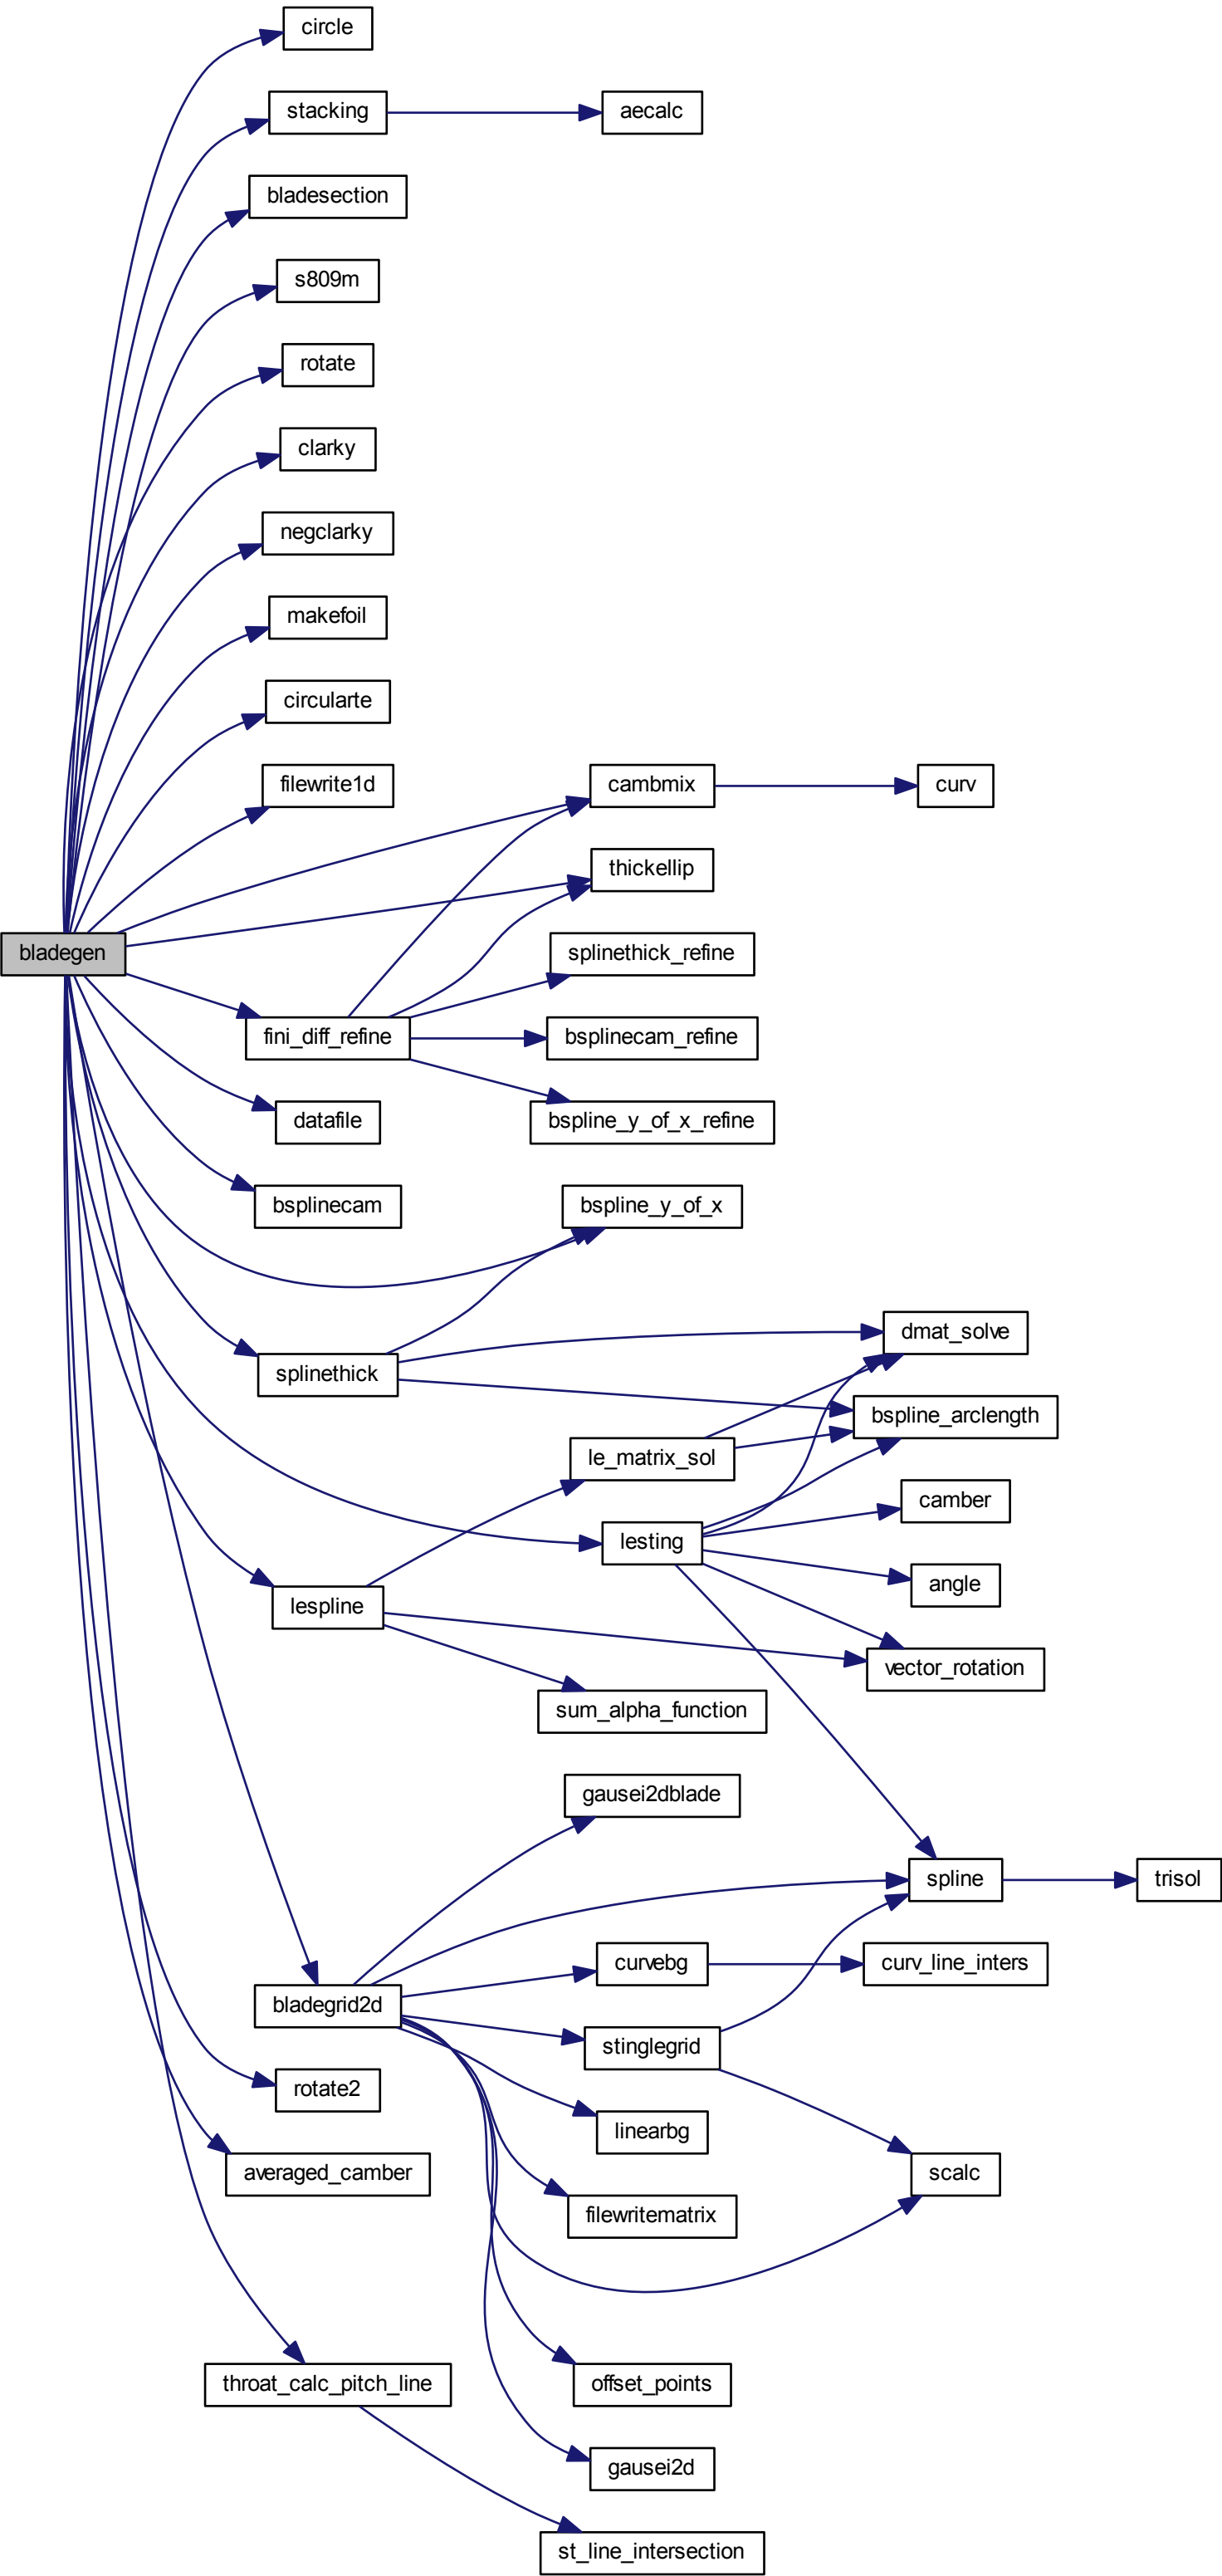 circle
stacking
aecalc
bladesection
s809m
rotate
clarky
negclarky
makefoil
circularte
filewrite1d
cambmix
curv
thickellip
bladegen
splinethick_refine
fini_diff_refine
bsplinecam_refine
datafile
bspline_y_of_x_refine
bsplinecam
bspline_y_of_x
dmat_solve
splinethick
bspline_arclength
le_matrix_sol
camber
lesting
angle
lespline
vector_rotation
sum_alpha_function
gausei2dblade
spline
trisol
curvebg
curv_line_inters
bladegrid2d
stinglegrid
rotate2
linearbg
averaged_camber
scalc
filewritematrix
throat_calc_pitch_line
offset_points
gausei2d
st_line_intersection